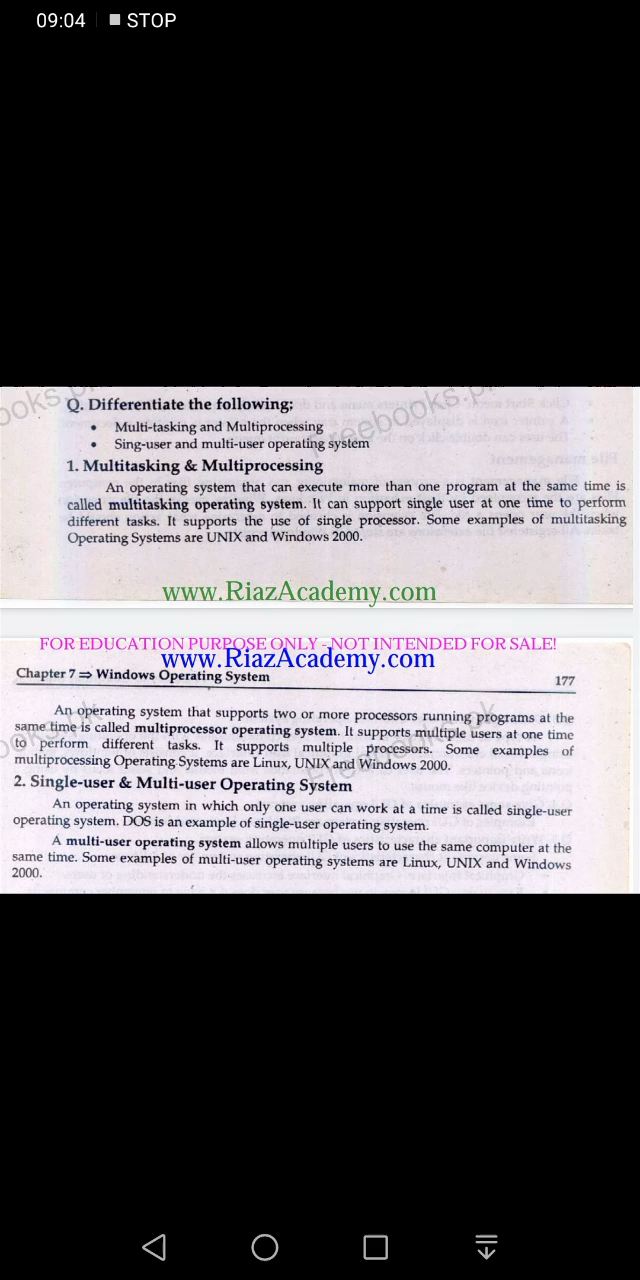 09:04
STOP
Q. Differentiate the following;
• Multi-tasking and Multiprocessing
• Sing-user and multi-user operating system
Freebooks.pk
1. Multitasking & Multiprocessing
An operating system that can execute more than one program at the same time is
called multitasking operating system. It can support single user at one time to perform
different tasks. It supports the use of single processor. Some examples of multitasking
Operating Systems are UNIX and Windows 2000.
www.RiazAcademy.com
FOR EDUCATION PURPOSE ONLY - NOT INTENDED FOR SALE!
www.RiazAcademy.com
Chapter 7 ⇒ Windows Operating System 177
An operating system that supports two or more processors running programs at the
same time is called multiprocessor operating system. It supports multiple users at one time
to perform different tasks. It supports multiple processors. Some examples of
multiprocessing Operating Systems are Linux, UNIX and Windows 2000.
Freebooks.pk
2. Single-user & Multi-user Operating System
An operating system in which only one user can work at a time is called single-user
operating system. DOS is an example of single-user operating system.
A multi-user operating system allows multiple users to use the same computer at the
same time. Some examples of multi-user operating systems are Linux, UNIX and Windows
2000.